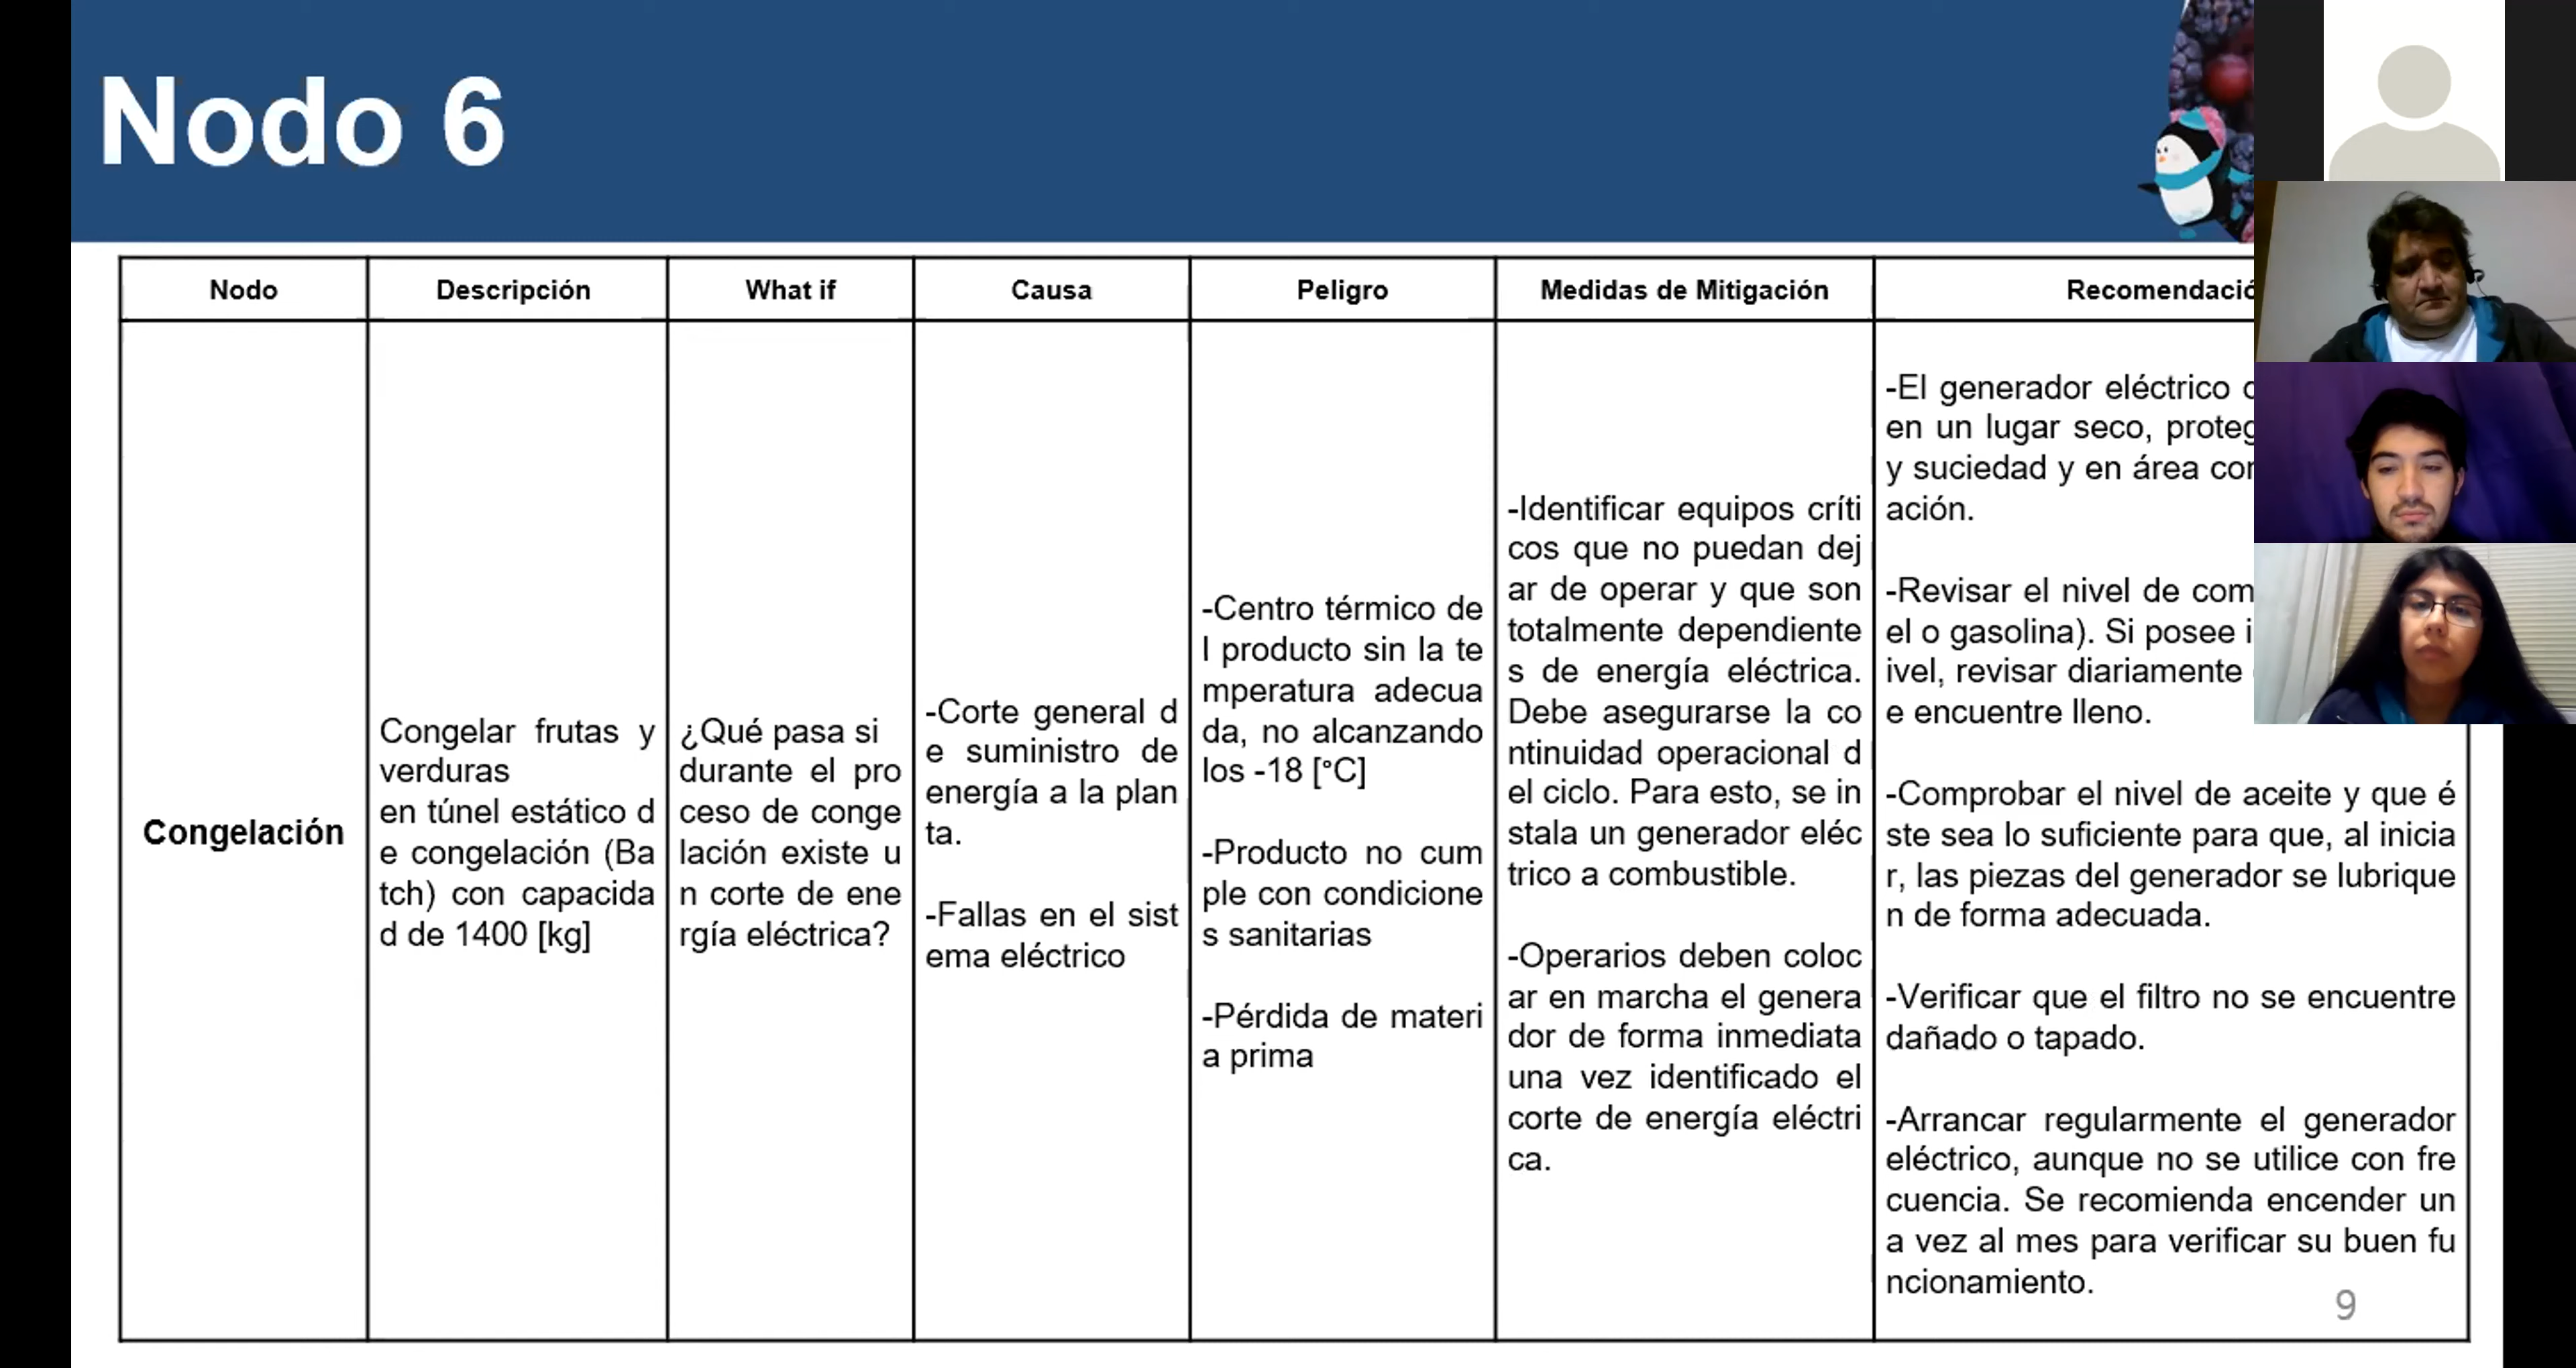 Nodo 6
Nodo
Descripción
What if
Causa
Peligro
Medidas de Mitigación
Congelación
Congelar frutas y
verduras
en túnel estático d
e congelación (Ba
tch) con capacida
d de 1400 [kg]
¿Qué pasa si
durante el pro
ceso de conge
lación existe u
n corte de ene
rgía eléctrica?
-Corte general d
e suministro de
energía a la plan
ta.
-Fallas en el sist
ema eléctrico
-Centro térmico de
l producto sin la te
mperatura adecua
da, no alcanzando
los -18 [°C]
-Producto no cum
ple con condicione
s sanitarias
-Pérdida de materi
a prima
-Identificar equipos críti
cos que no puedan dej
ar de operar y que son
totalmente dependiente
s de energía eléctrica.
Debe asegurarse la co
ntinuidad operacional d
el ciclo. Para esto, se in
stala un generador eléc
trico a combustible.
-Operarios deben coloc
ar en marcha el genera
dor de forma inmediata
una vez identificado el
corte de energía eléctri
ca.
-El generador eléctrico
en un lugar seco,
y suciedad y en área
ación.
-Revisar el nivel de
el o gasolina). Si posee
ivel, revisar diariamente
e encuentre lleno.
-Comprobar el nivel de aceite y que é
ste sea lo suficiente para que, al inicia
r, las piezas del generador se lubrique
n de forma adecuada.
-Verificar que el filtro no se encuentre
dañado o tapado.
-Arrancar regularmente el generador
eléctrico, aunque no se utilice con fre
cuencia. Se recomienda encender un
a vez al mes para verificar su buen fu
ncionamiento.
9